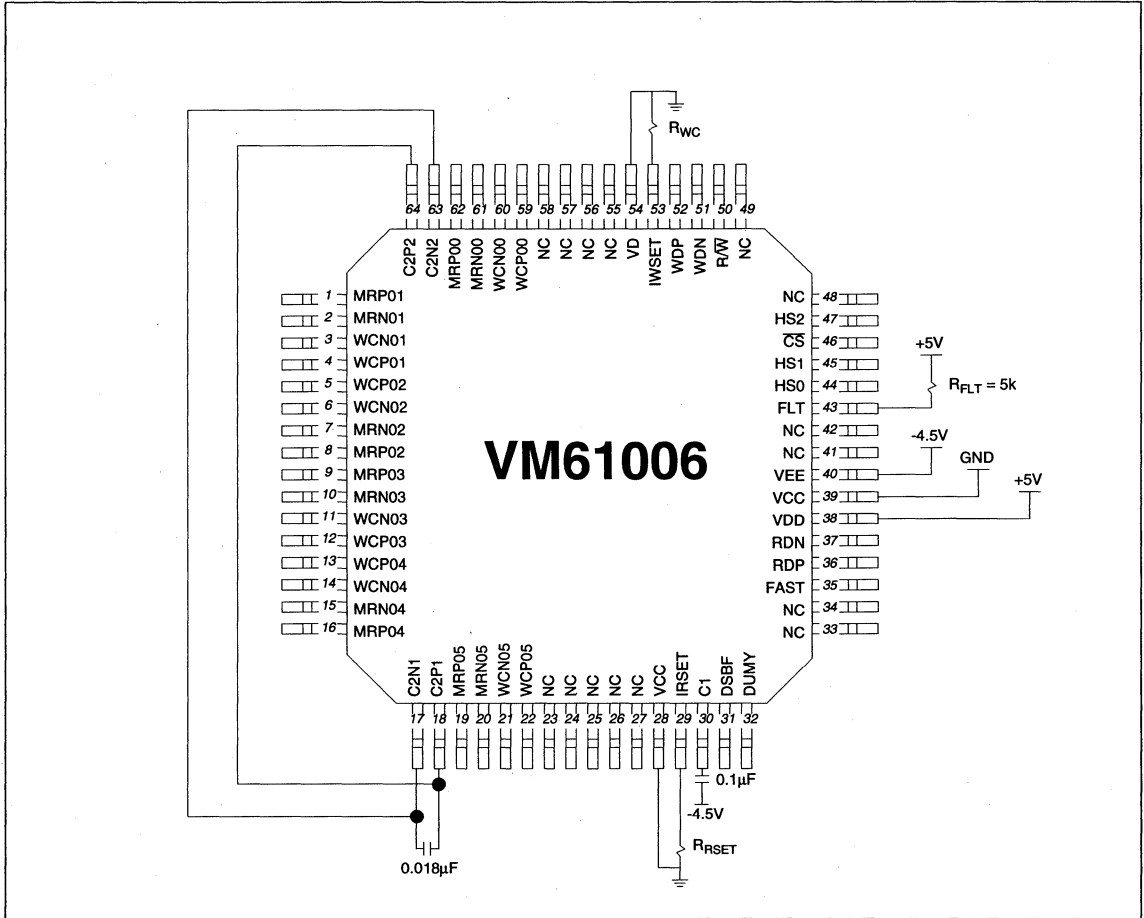 R_WC
64 63 62 61 60 59 58 57 56 55 54 53 52 51 50 49
C2P2
C2N2
MRP00
MRN00
WCN00
WCP00
NC
NC
NC
NC
VD
IWSET
WDP
WDN
R/W̅
NC
1 MRP01
2 MRN01
3 WCN01
4 WCP01
5 WCP02
6 WCN02
7 MRN02
8 MRP02
9 MRP03
10 MRN03
11 WCN03
12 WCP03
13 WCP04
14 WCN04
15 MRN04
16 MRP04
VM61006
NC 48
HS2 47
C̅S̅ 46
HS1 45
HS0 44
FLT 43
NC 42
NC 41
VEE 40
VCC 39
VDD 38
RDN 37
RDP 36
FAST 35
NC 34
NC 33
+5V
R_FLT = 5k
-4.5V
GND
+5V
C2N1
C2P1
MRP05
MRN05
WCN05
WCP05
NC
NC
NC
NC
NC
VCC
IRSET
C1
DSBF
DUMY
17 18 19 20 21 22 23 24 25 26 27 28 29 30 31 32
0.1µF
-4.5V
R_RSET
0.018µF